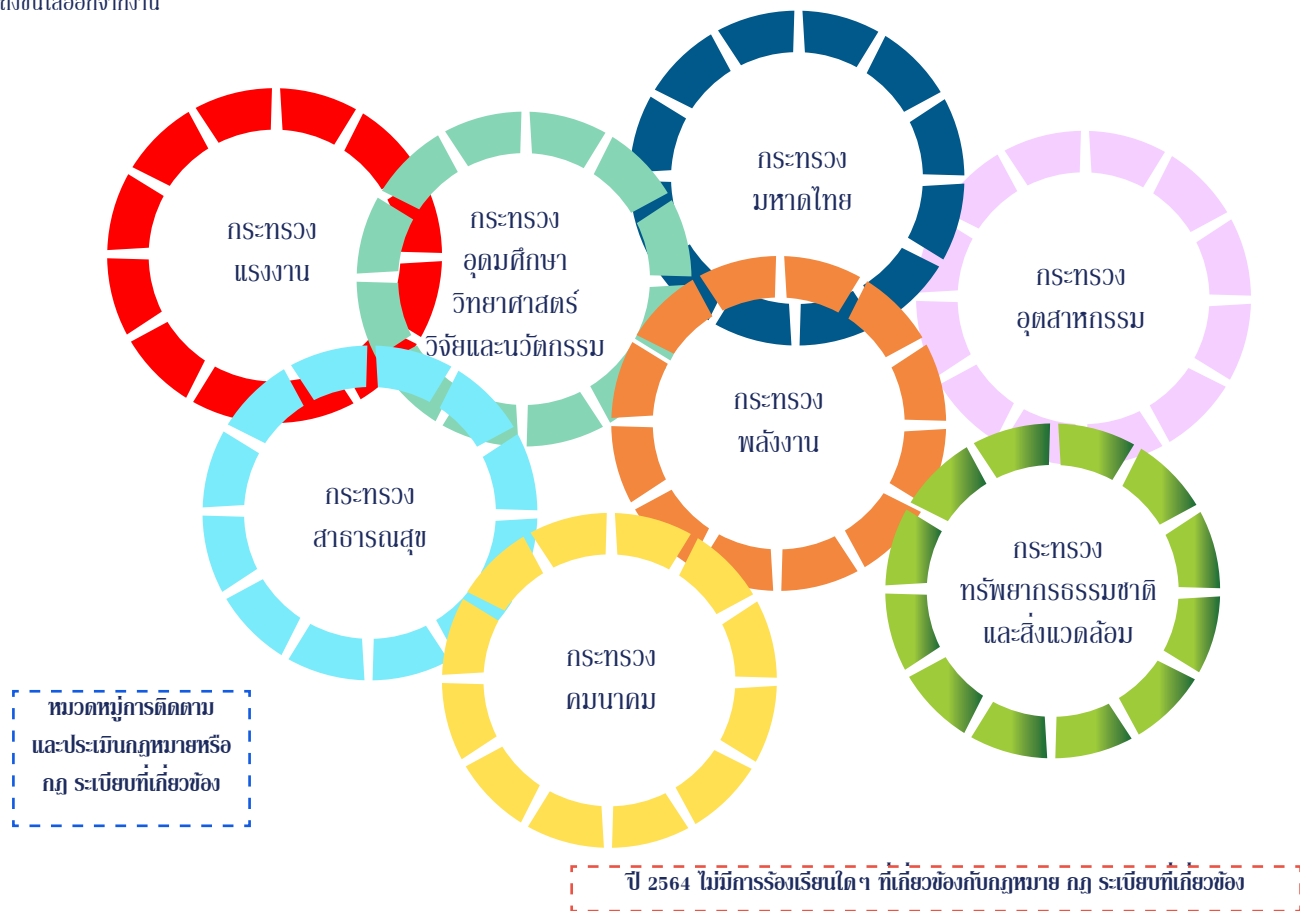 กระทรวง
แรงงาน
กระทรวง
อุดมศึกษา
วิทยาศาสตร์
วิจัยและนวัตกรรม
กระทรวง
มหาดไทย
กระทรวง
อุตสาหกรรม
กระทรวง
พลังงาน
กระทรวง
สาธารณสุข
กระทรวง
ทรัพยากรธรรมชาติ
และสิ่งแวดล้อม
กระทรวง
คมนาคม
หมวดหมู่การติดตาม
และประเมินกฎหมายหรือ
กฎ ระเบียบที่เกี่ยวข้อง
ปี 2564 ไม่มีการร้องเรียนใด ๆ ที่เกี่ยวข้องกับกฎหมาย กฎ ระเบียบที่เกี่ยวข้อง